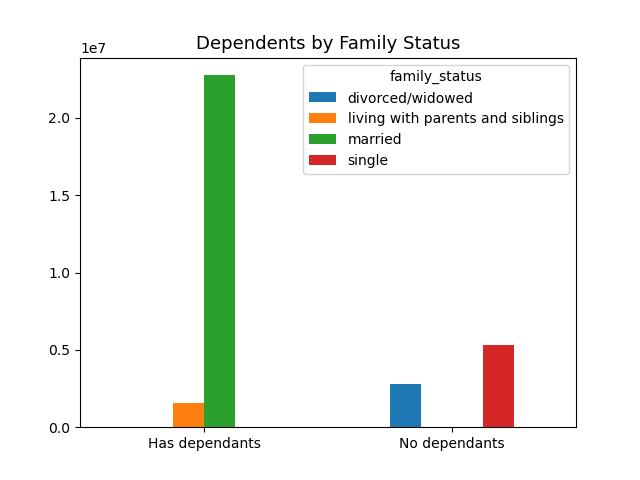 Dependents by Family Status
1e7
family_status
divorced/widowed
living with parents and siblings
married
single
2.0
1.5
1.0
0.5
0.0
Has dependants
No dependants